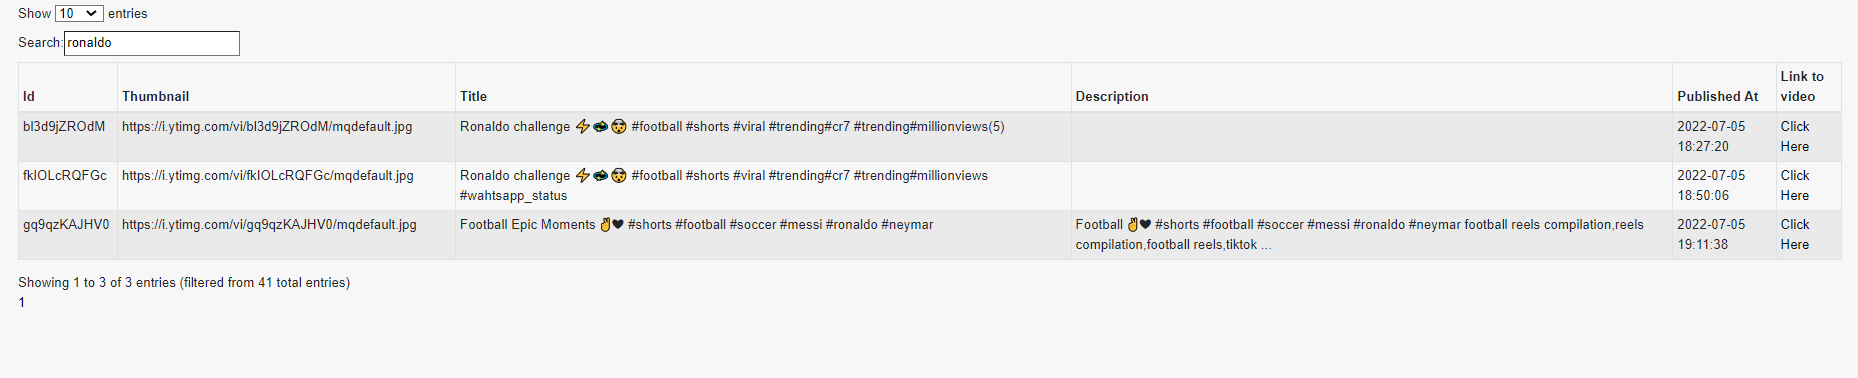 Show 10 entries
Search: ronaldo
Id Thumbnail Title Description Published At Link to video
bl3d9jZROdM https://i.ytimg.com/vi/bl3d9jZROdM/mqdefault.jpg Ronaldo challenge ⚡ #football #shorts #viral #trending#cr7 #trending#millionviews(5) 2022-07-05 18:27:20 Click Here
fkIOLcRQFGc https://i.ytimg.com/vi/fkIOLcRQFGc/mqdefault.jpg Ronaldo challenge ⚡ #football #shorts #viral #trending#cr7 #trending#millionviews #wahtsapp_status 2022-07-05 18:50:06 Click Here
gq9qzKAJHV0 https://i.ytimg.com/vi/gq9qzKAJHV0/mqdefault.jpg Football Epic Moments ✌🖤 #shorts #football #soccer #messi #ronaldo #neymar Football ✌🖤 #shorts #football #soccer #messi #ronaldo #neymar football reels compilation,reels compilation,football reels,tiktok ... 2022-07-05 19:11:38 Click Here
Showing 1 to 3 of 3 entries (filtered from 41 total entries)
1